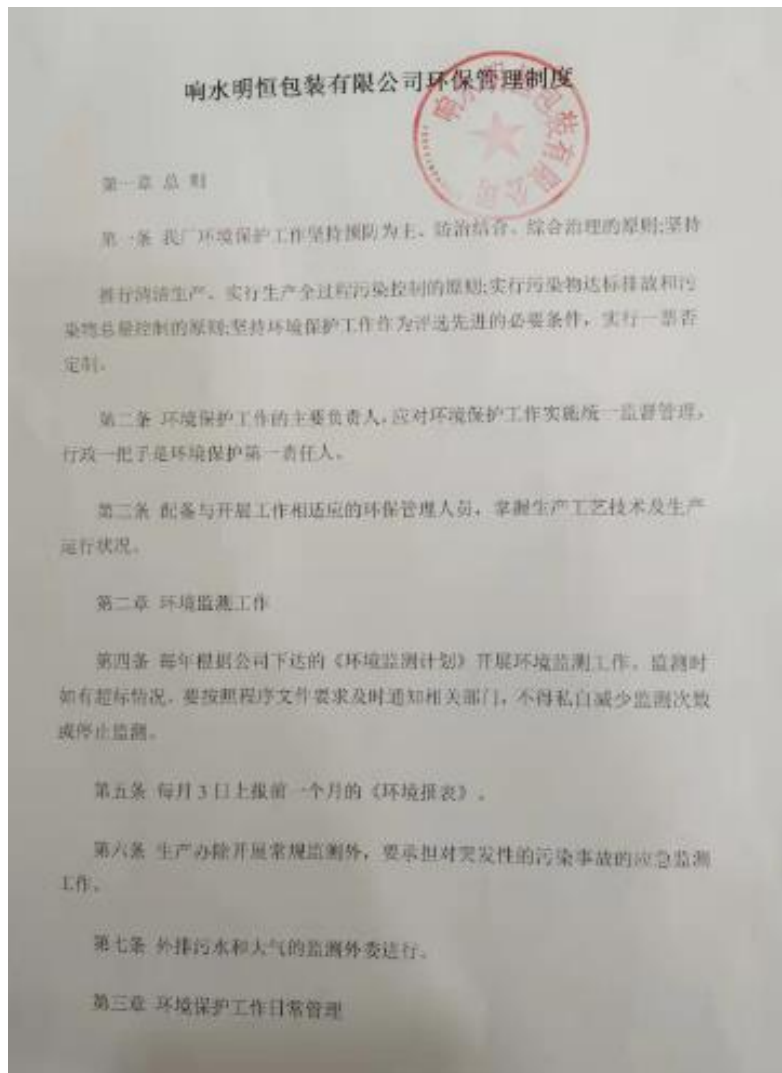 响水明恒包装有限公司环保管理制度
响水明恒包装有限公司
第一章 总 则
第一条 我厂环境保护工作坚持预防为主、防治结合、综合治理的原则;坚持
推行清洁生产、实行生产全过程污染控制的原则;实行污染物达标排放和污
染物总量控制的原则;坚持环境保护工作作为评选先进的必要条件，实行一票否
定制。
第二条 环境保护工作的主要负责人,应对环境保护工作实施统一监督管理，
行政一把手是环境保护第一责任人。
第三条 配备与开展工作相适应的环保管理人员，掌握生产工艺技术及生产
运行状况。
第二章 环境监测工作
第四条 每年根据公司下达的《环境监测计划》开展环境监测工作。监测时
如有超标情况，要按照程序文件要求及时通知相关部门，不得私自减少监测次数
或停止监测。
第五条 每月 3 日上报前一个月的《环境报表》。
第六条 生产办除开展常规监测外，要承担对突发性的污染事故的应急监测
工作。
第七条 外排污水和大气的监测外委进行。
第三章 环境保护工作日常管理